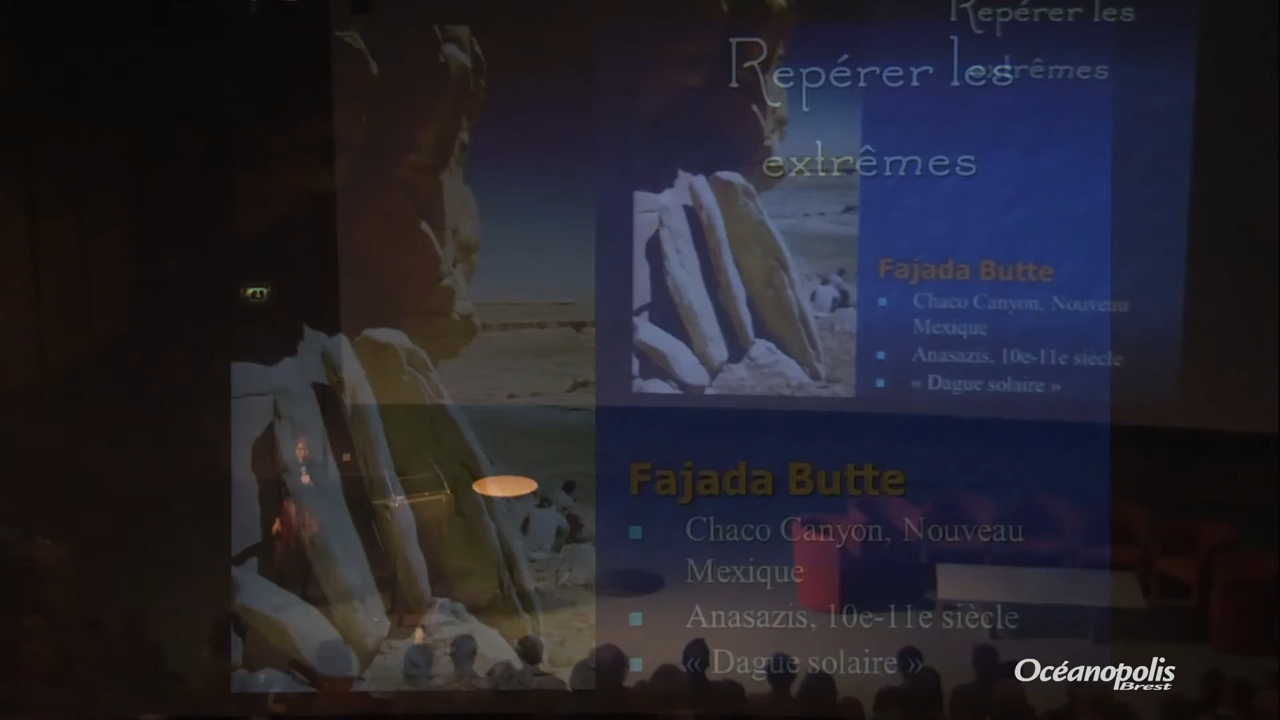 Repérer les
extrêmes
Repérer les
extrêmes
Fajada Butte
Chaco Canyon, Nouveau
Mexique
Anasazis, 10e-11e siècle
« Dague solaire »
Fajada Butte
Chaco Canyon, Nouveau
Mexique
Anasazis, 10e-11e siècle
« Dague solaire »
Océanopolis
Brest